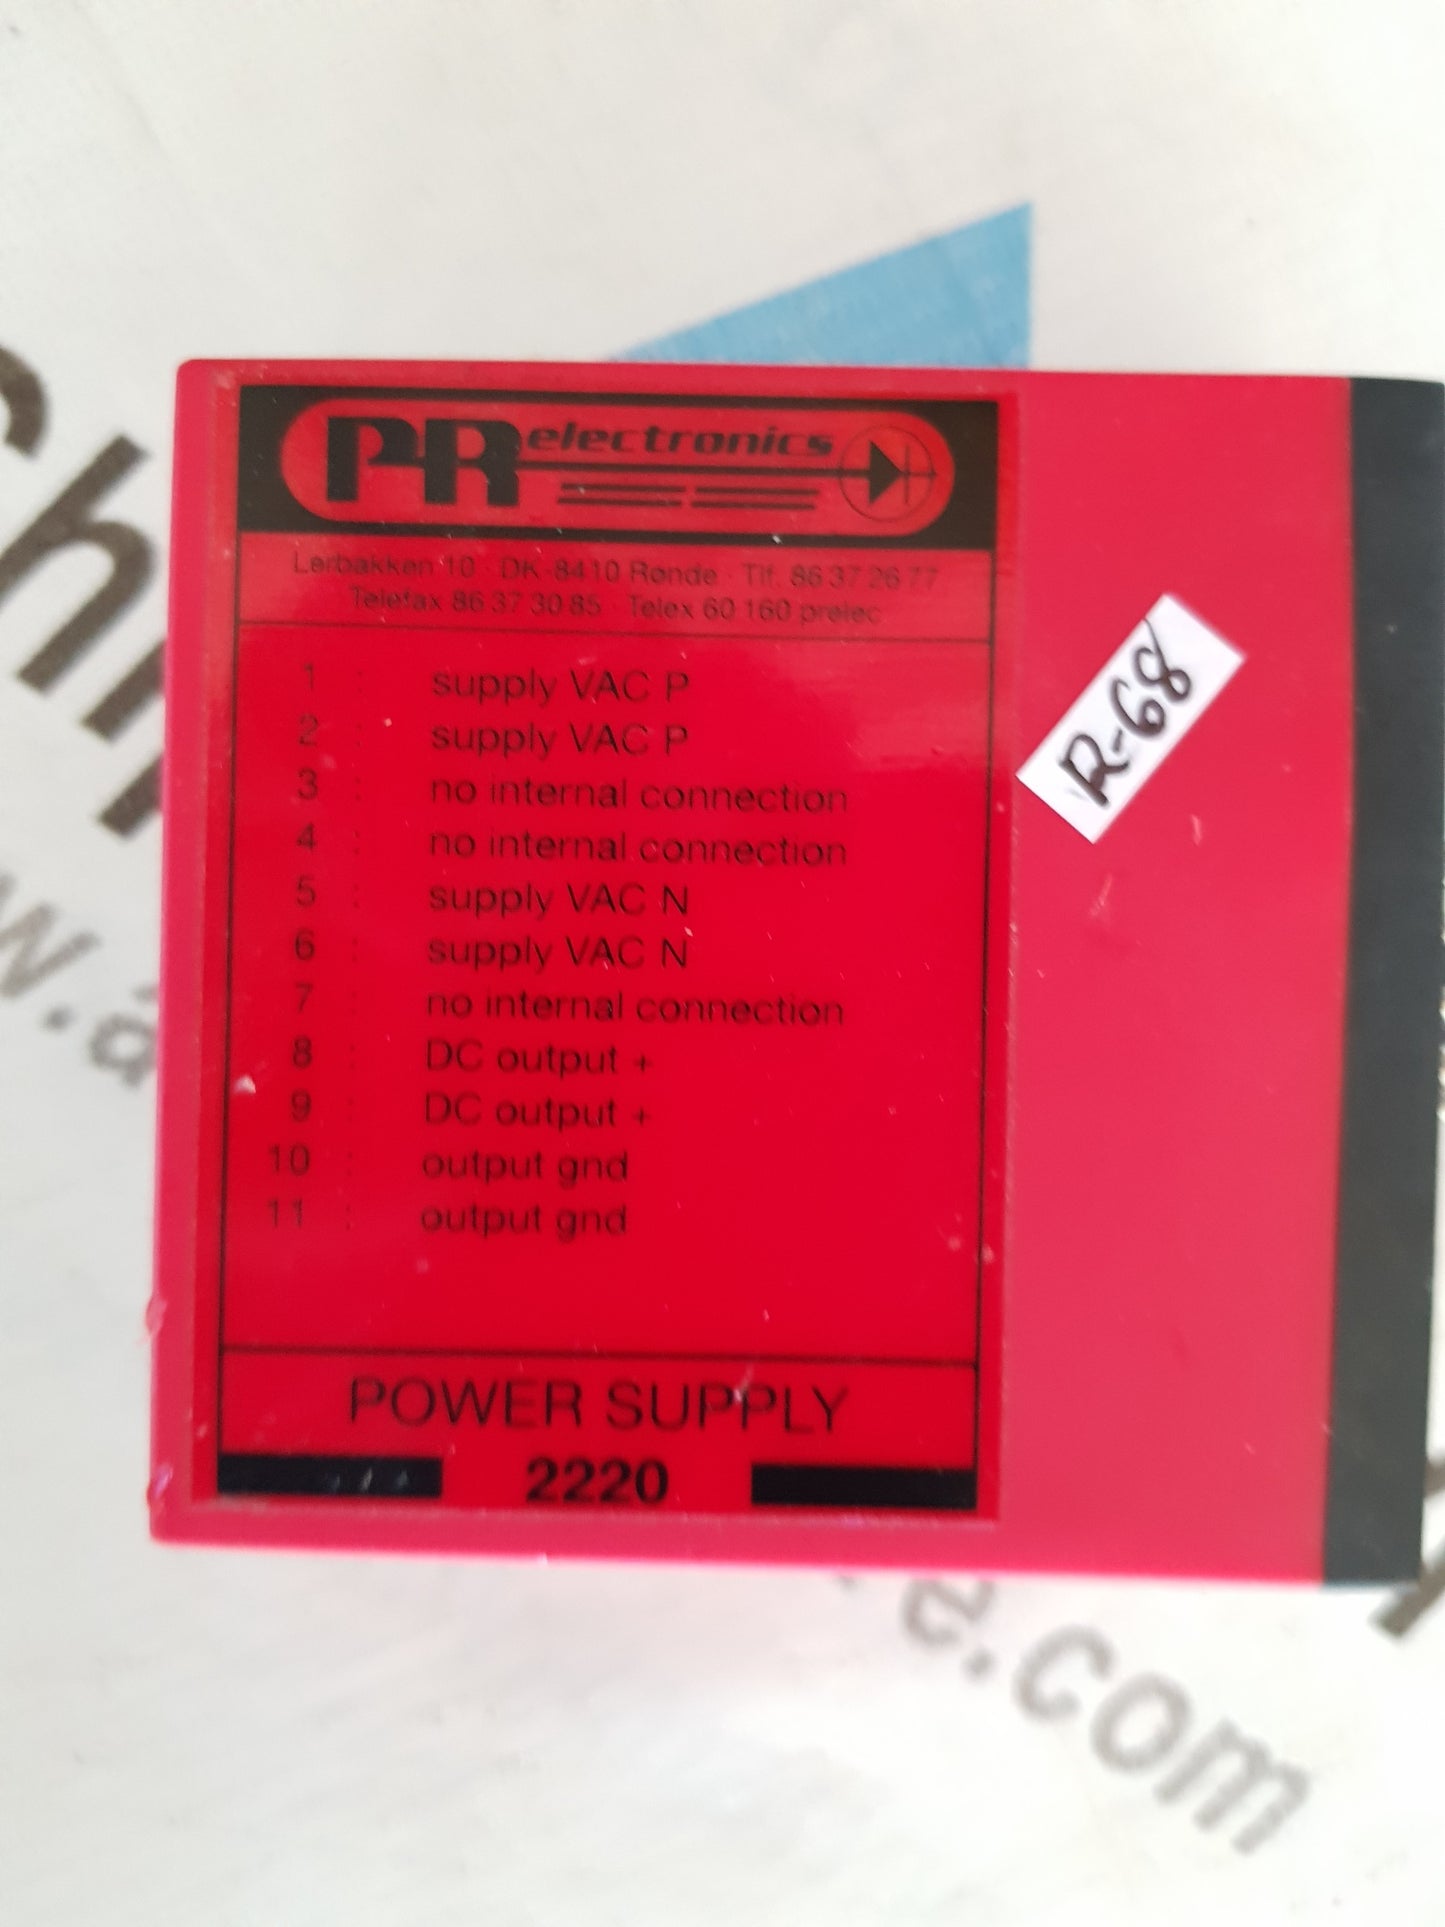 PR electronics
Lerbakken 10 · DK-8410 Rønde · Tlf. 86 37 26 77
Telefax 86 37 30 85 · Telex 60 160 prelec
1 : supply VAC P
2 : supply VAC P
3 : no internal connection
4 : no internal connection
5 : supply VAC N
6 : supply VAC N
7 : no internal connection
8 : DC output +
9 : DC output +
10 : output gnd
11 : output gnd
POWER SUPPLY
2220
R-68
.com